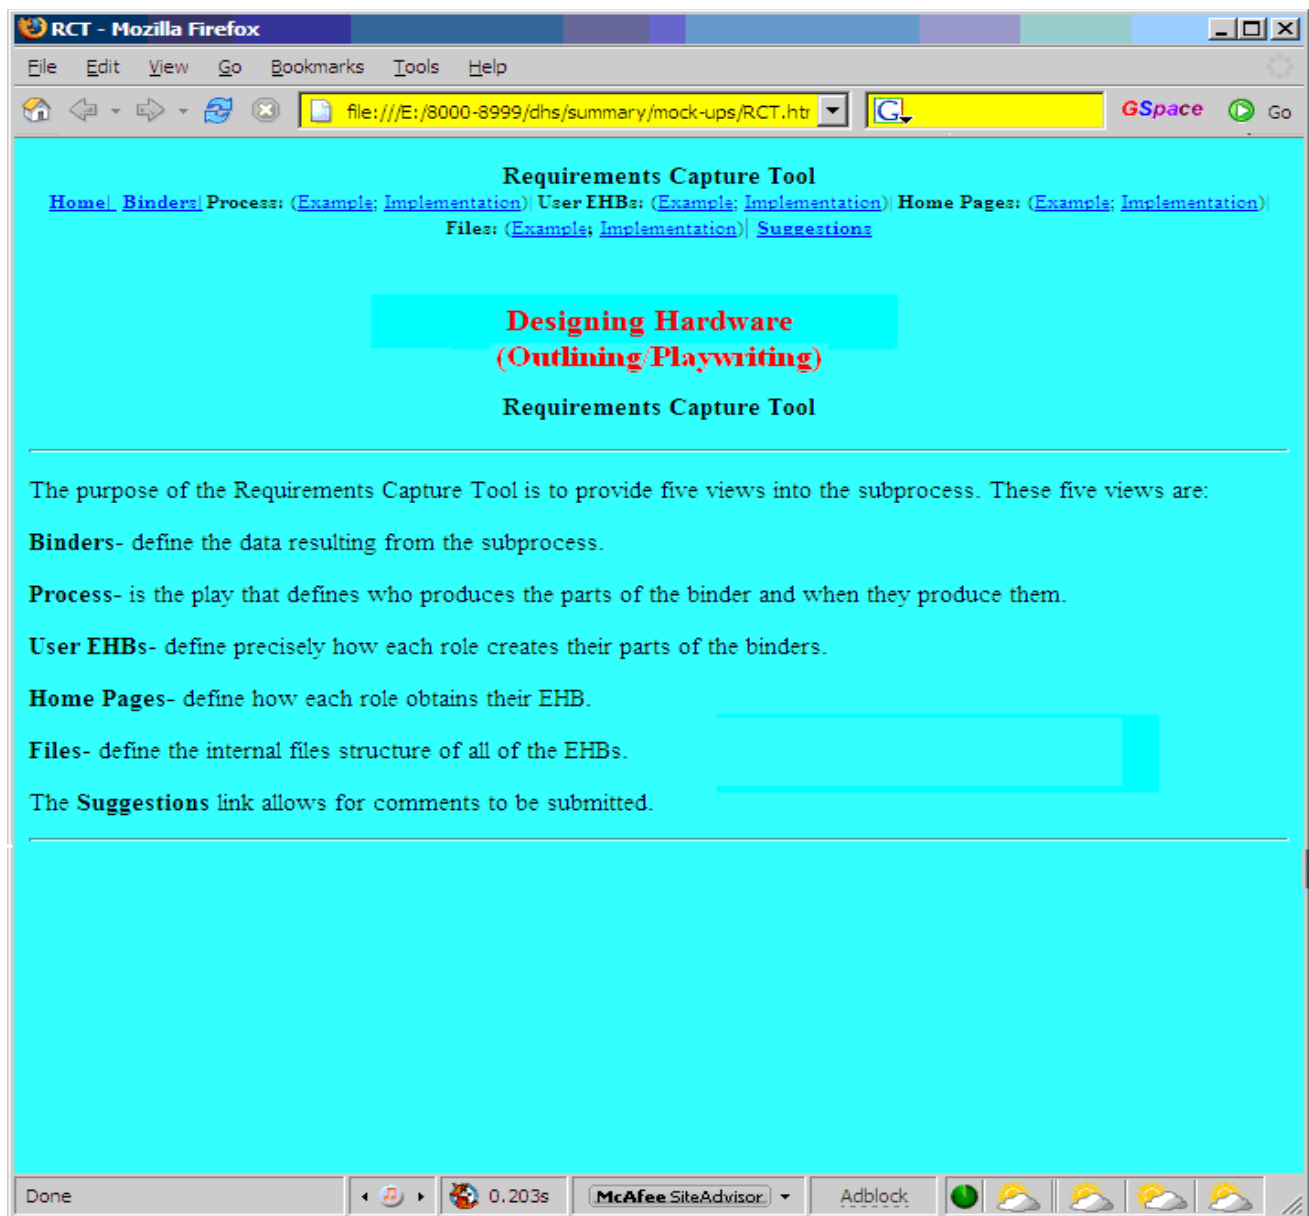 RCT - Mozilla Firefox
File Edit View Go Bookmarks Tools Help
file:///E:/8000-8999/dhs/summary/mock-ups/RCT.htr G GSpace Go
Requirements Capture Tool
Home| Binders| Process: (Example; Implementation)| User EHBs: (Example; Implementation)| Home Pages: (Example; Implementation)|
Files: (Example; Implementation)| Suggestions
Designing Hardware
(Outlining/Playwriting)
Requirements Capture Tool
The purpose of the Requirements Capture Tool is to provide five views into the subprocess. These five views are:
Binders- define the data resulting from the subprocess.
Process- is the play that defines who produces the parts of the binder and when they produce them.
User EHBs- define precisely how each role creates their parts of the binders.
Home Pages- define how each role obtains their EHB.
Files- define the internal files structure of all of the EHBs.
The Suggestions link allows for comments to be submitted.
Done 0.203s McAfee SiteAdvisor Adblock